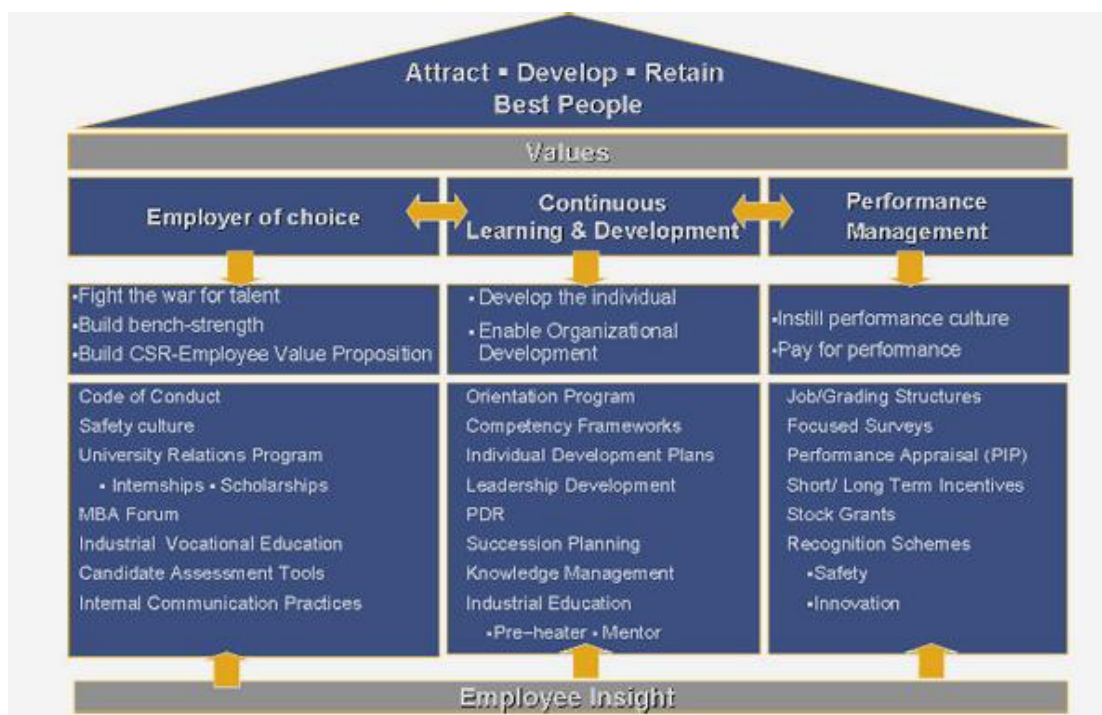 Attract ▪ Develop ▪ Retain
Best People
Values
Employer of choice
Continuous
Learning & Development
Performance
Management
▪Fight the war for talent
▪Build bench-strength
▪Build CSR-Employee Value Proposition
▪ Develop the individual
▪ Enable Organizational
Development
▪Instill performance culture
▪Pay for performance
Code of Conduct
Safety culture
University Relations Program
▪ Internships ▪ Scholarships
MBA Forum
Industrial Vocational Education
Candidate Assessment Tools
Internal Communication Practices
Orientation Program
Competency Frameworks
Individual Development Plans
Leadership Development
PDR
Succession Planning
Knowledge Management
Industrial Education
▪Pre–heater ▪ Mentor
Job/Grading Structures
Focused Surveys
Performance Appraisal (PIP)
Short/ Long Term Incentives
Stock Grants
Recognition Schemes
▪Safety
▪Innovation
Employee Insight